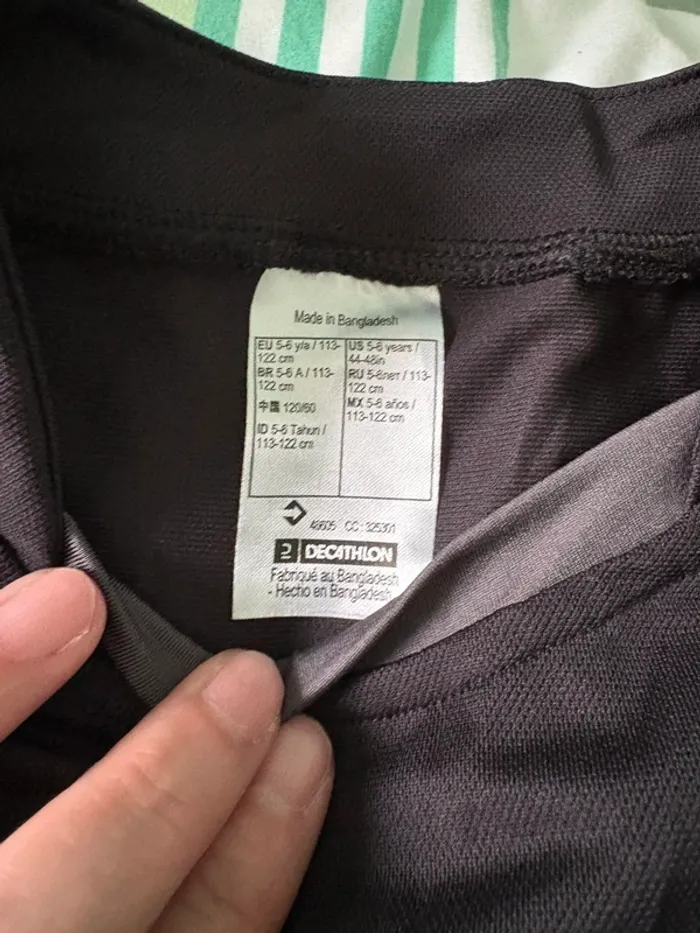 Made in Bangladesh
EU 5-6 y/a / 113-
122 cm
BR 5-6 A / 113-
122 cm
中国 120/60
ID 5-6 Tahun /
113-122 cm
US 5-6 years /
44-48in
RU 5-6лет / 113-
122 cm
MX 5-6 años /
113-122 cm
48605 CC : 325301
DECATHLON
Fabriqué au Bangladesh
- Hecho en Bangladesh